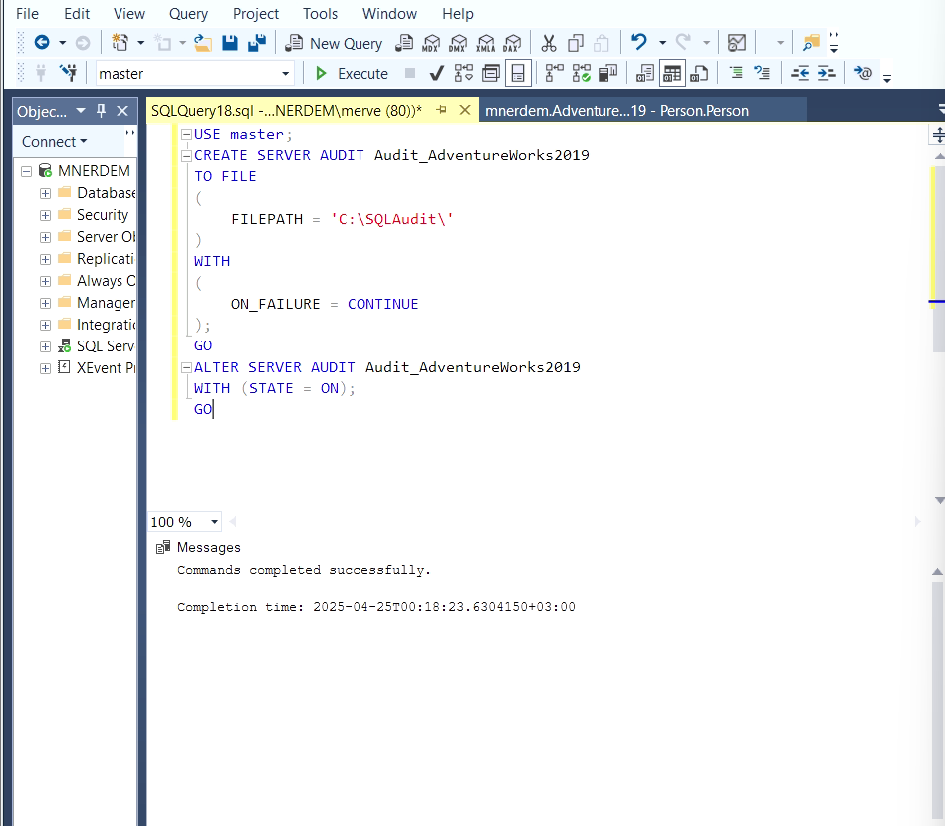 File Edit View Query Project Tools Window Help
New Query MDX DMX XMLA DAX
master Execute
Objec...
SQLQuery18.sql -...NERDEM\merve (80))*
mnerdem.Adventure...19 - Person.Person
Connect
MNERDEM
Database
Security
Server Ob
Replicati
Always O
Manager
Integratio
SQL Serv
XEvent Pr
USE master;
CREATE SERVER AUDIT Audit_AdventureWorks2019
TO FILE
(
FILEPATH = 'C:\SQLAudit\'
)
WITH
(
ON_FAILURE = CONTINUE
);
GO
ALTER SERVER AUDIT Audit_AdventureWorks2019
WITH (STATE = ON);
GO
100 %
Messages
Commands completed successfully.
Completion time: 2025-04-25T00:18:23.6304150+03:00